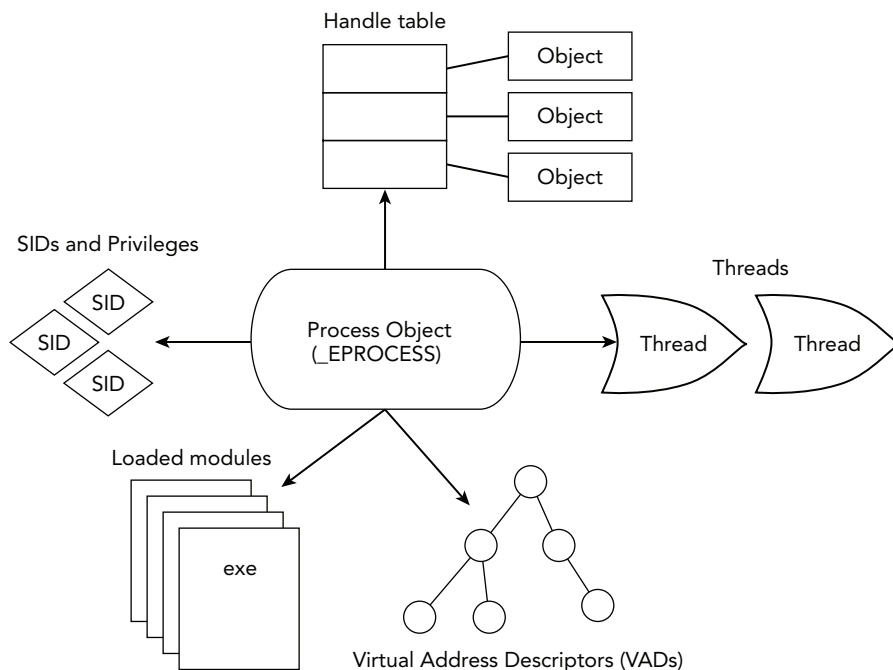 Handle table
Object
Object
Object
SIDs and Privileges
SID
SID
SID
Process Object
(_EPROCESS)
Threads
Thread
Thread
Loaded modules
exe
Virtual Address Descriptors (VADs)